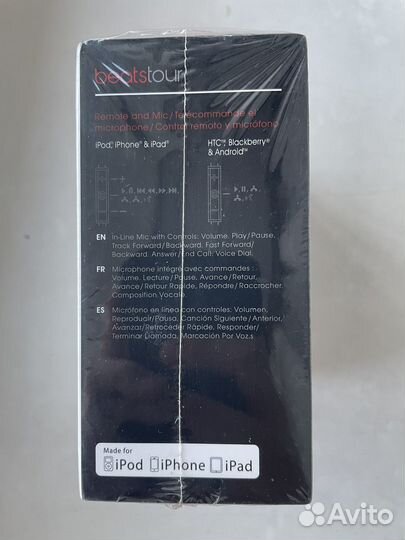 beatstour
Remote and Mic/Télécommande et
microphone/Control remoto y micrófono
iPod, iPhone® & iPad®
HTC™, Blackberry®
& Android™
EN In-Line Mic with Controls: Volume, Play/Pause,
Track Forward/Backward, Fast Forward/
Backward, Answer/End Call, Voice Dial.
FR Microphone intégré avec commandes :
Volume, Lecture/Pause, Avance/Retour,
Avance/Retour Rapide, Répondre/Raccrocher,
Composition Vocale.
ES Micrófono en línea con controles: Volumen,
Reproduzir/Pausa, Canción Siguiente/Anterior,
Avanzar/Retroceder Rápide, Responder/
Terminar Llamada, Marcación Por Voz.s
Made for
iPod iPhone iPad
Avito